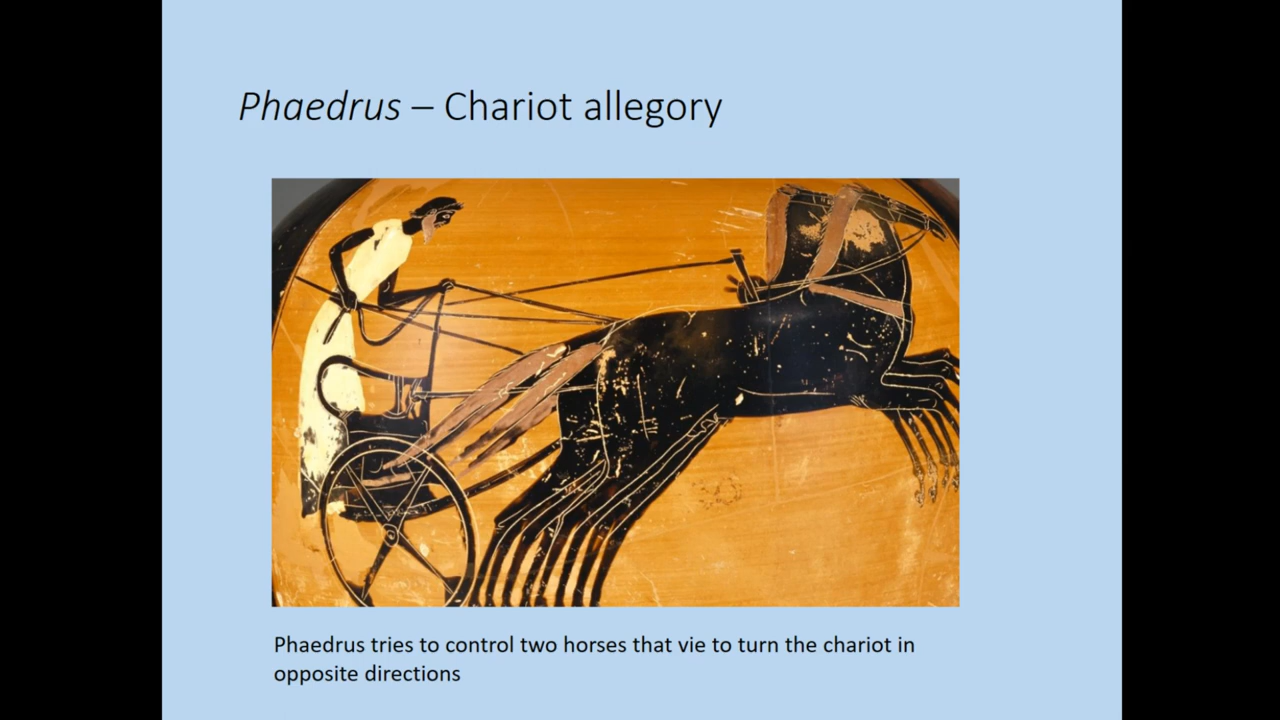 Phaedrus – Chariot allegory
Phaedrus tries to control two horses that vie to turn the chariot in
opposite directions